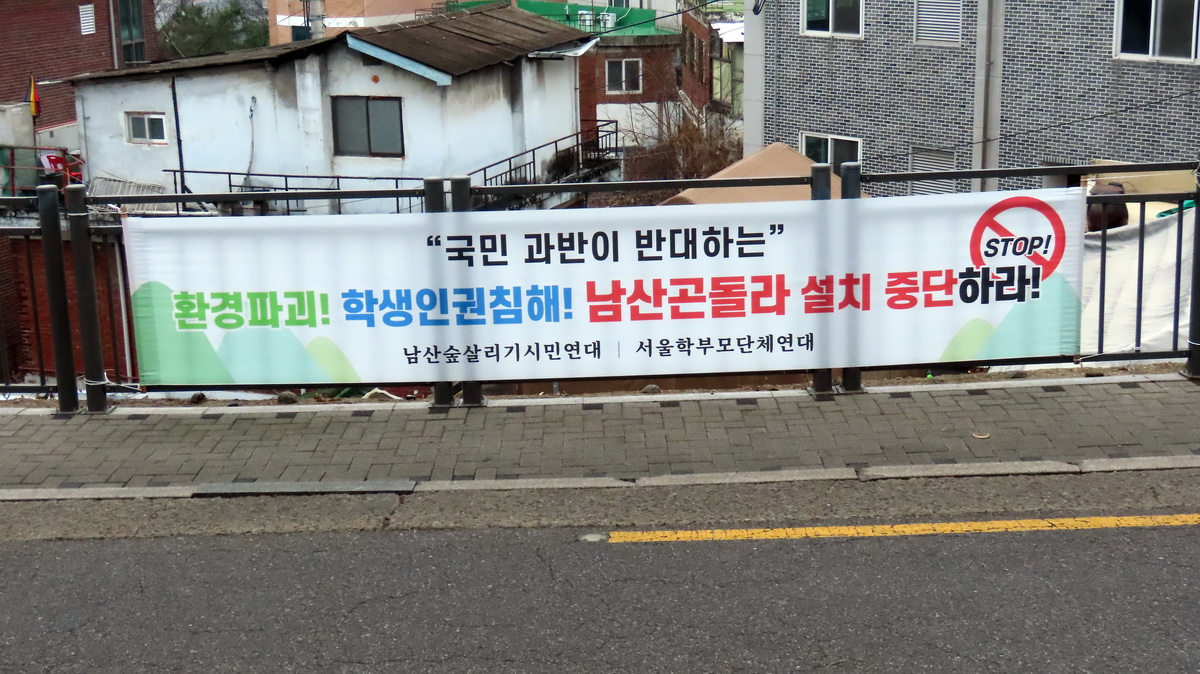 “국민 과반이 반대하는”
STOP!
환경파괴! 학생인권침해! 남산곤돌라 설치 중단하라!
남산숲살리기시민연대 | 서울학부모단체연대